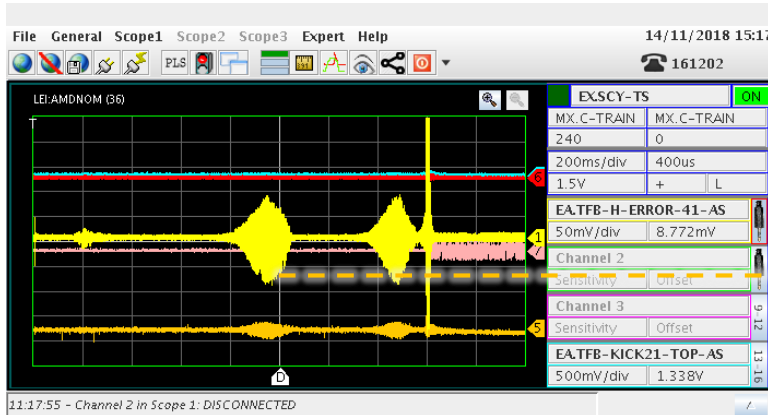 File General Scope1 Scope2 Scope3 Expert Help 14/11/2018 15:17
PLS 161202
LEI:AMDNOM (36)
EX.SCY-TS ON
MX.C-TRAIN MX.C-TRAIN
240 0
200ms/div 400us
1.5V + L
EA.TFB-H-ERROR-41-AS
50mV/div 8.772mV
Channel 2
Sensitivity Offset
Channel 3
Sensitivity Offset
EA.TFB-KICK21-TOP-AS
500mV/div 1.338V
9-12
13-16
6
1
7
5
D
11:17:55 - Channel 2 in Scope 1: DISCONNECTED